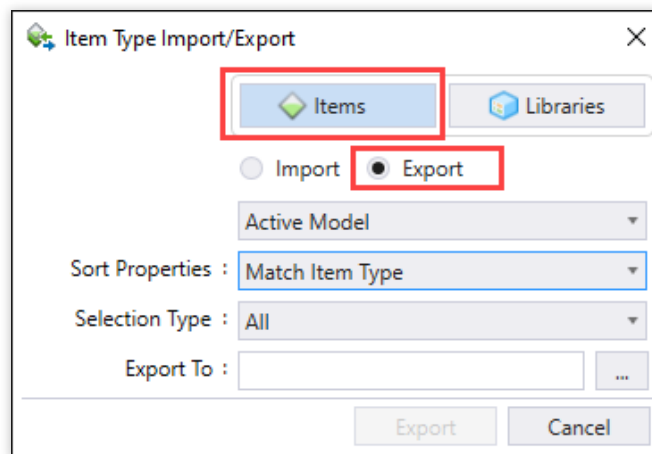 Item Type Import/Export
Items Libraries
Import Export
Active Model
Sort Properties : Match Item Type
Selection Type : All
Export To : ...
Export Cancel